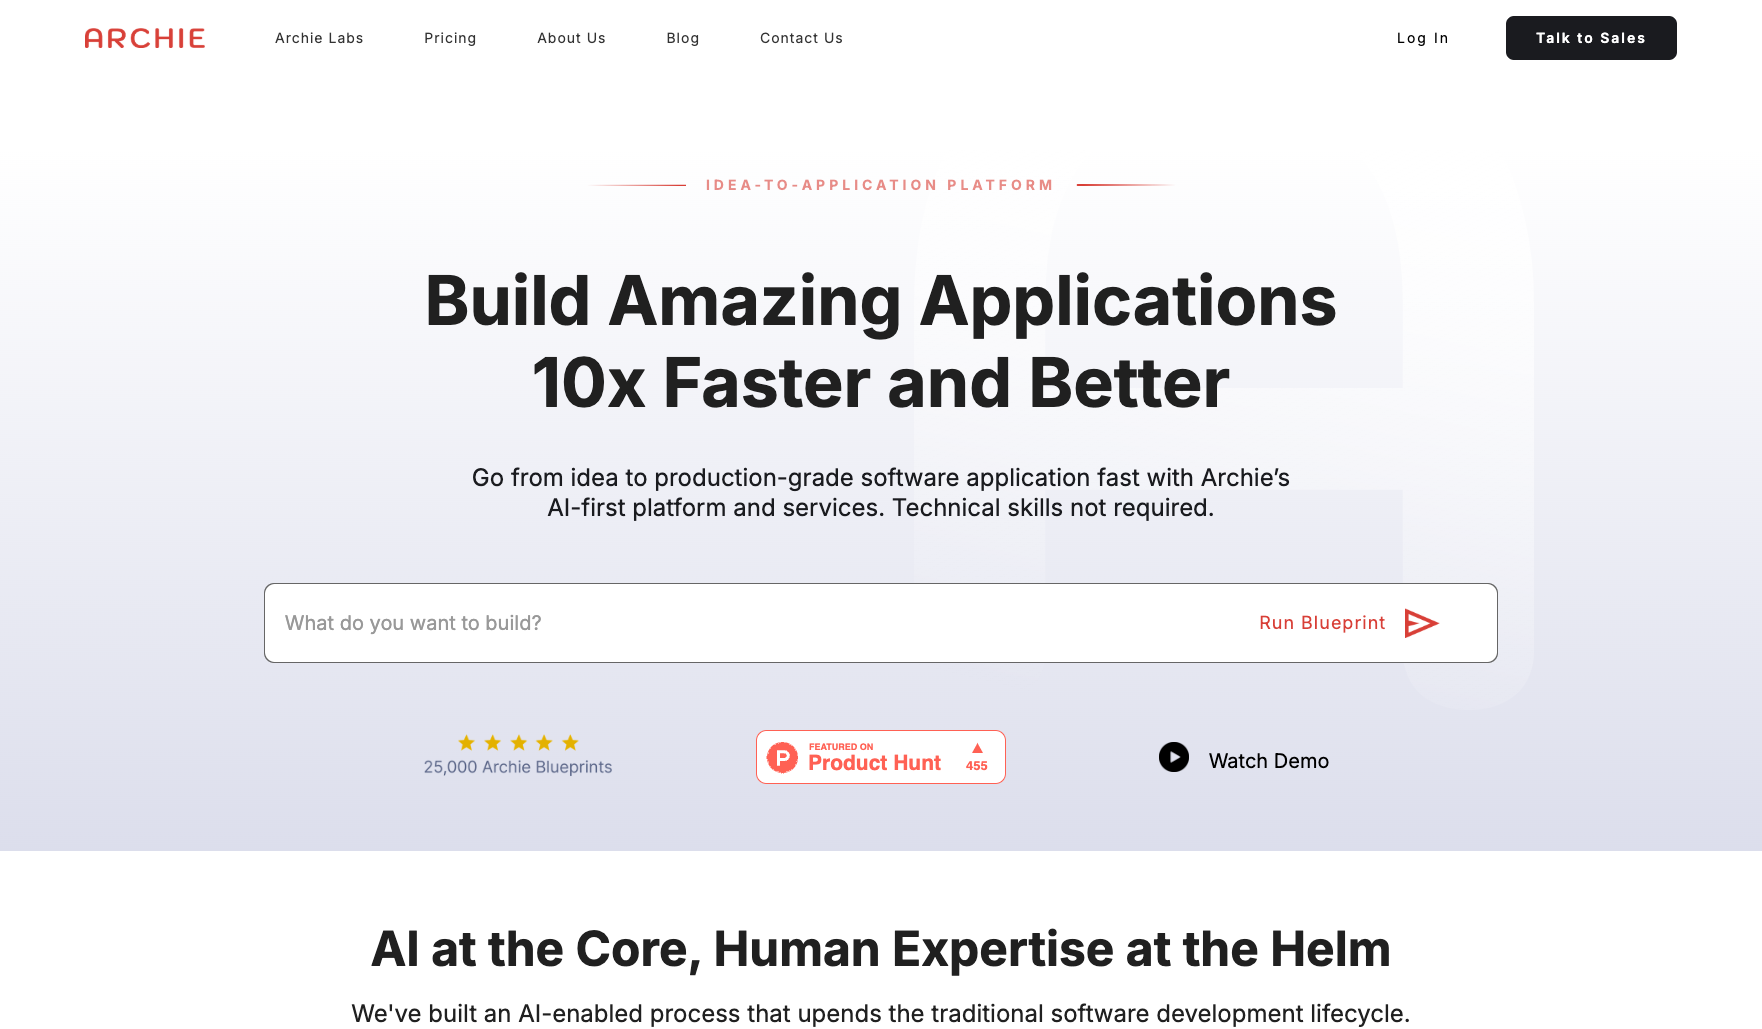 ARCHIE
Archie Labs
Pricing
About Us
Blog
Contact Us
Log In
Talk to Sales
IDEA-TO-APPLICATION PLATFORM
Build Amazing Applications
10x Faster and Better
Go from idea to production-grade software application fast with Archie’s
AI-first platform and services. Technical skills not required.
What do you want to build?
Run Blueprint
25,000 Archie Blueprints
P
FEATURED ON
Product Hunt
455
Watch Demo
AI at the Core, Human Expertise at the Helm
We've built an AI-enabled process that upends the traditional software development lifecycle.